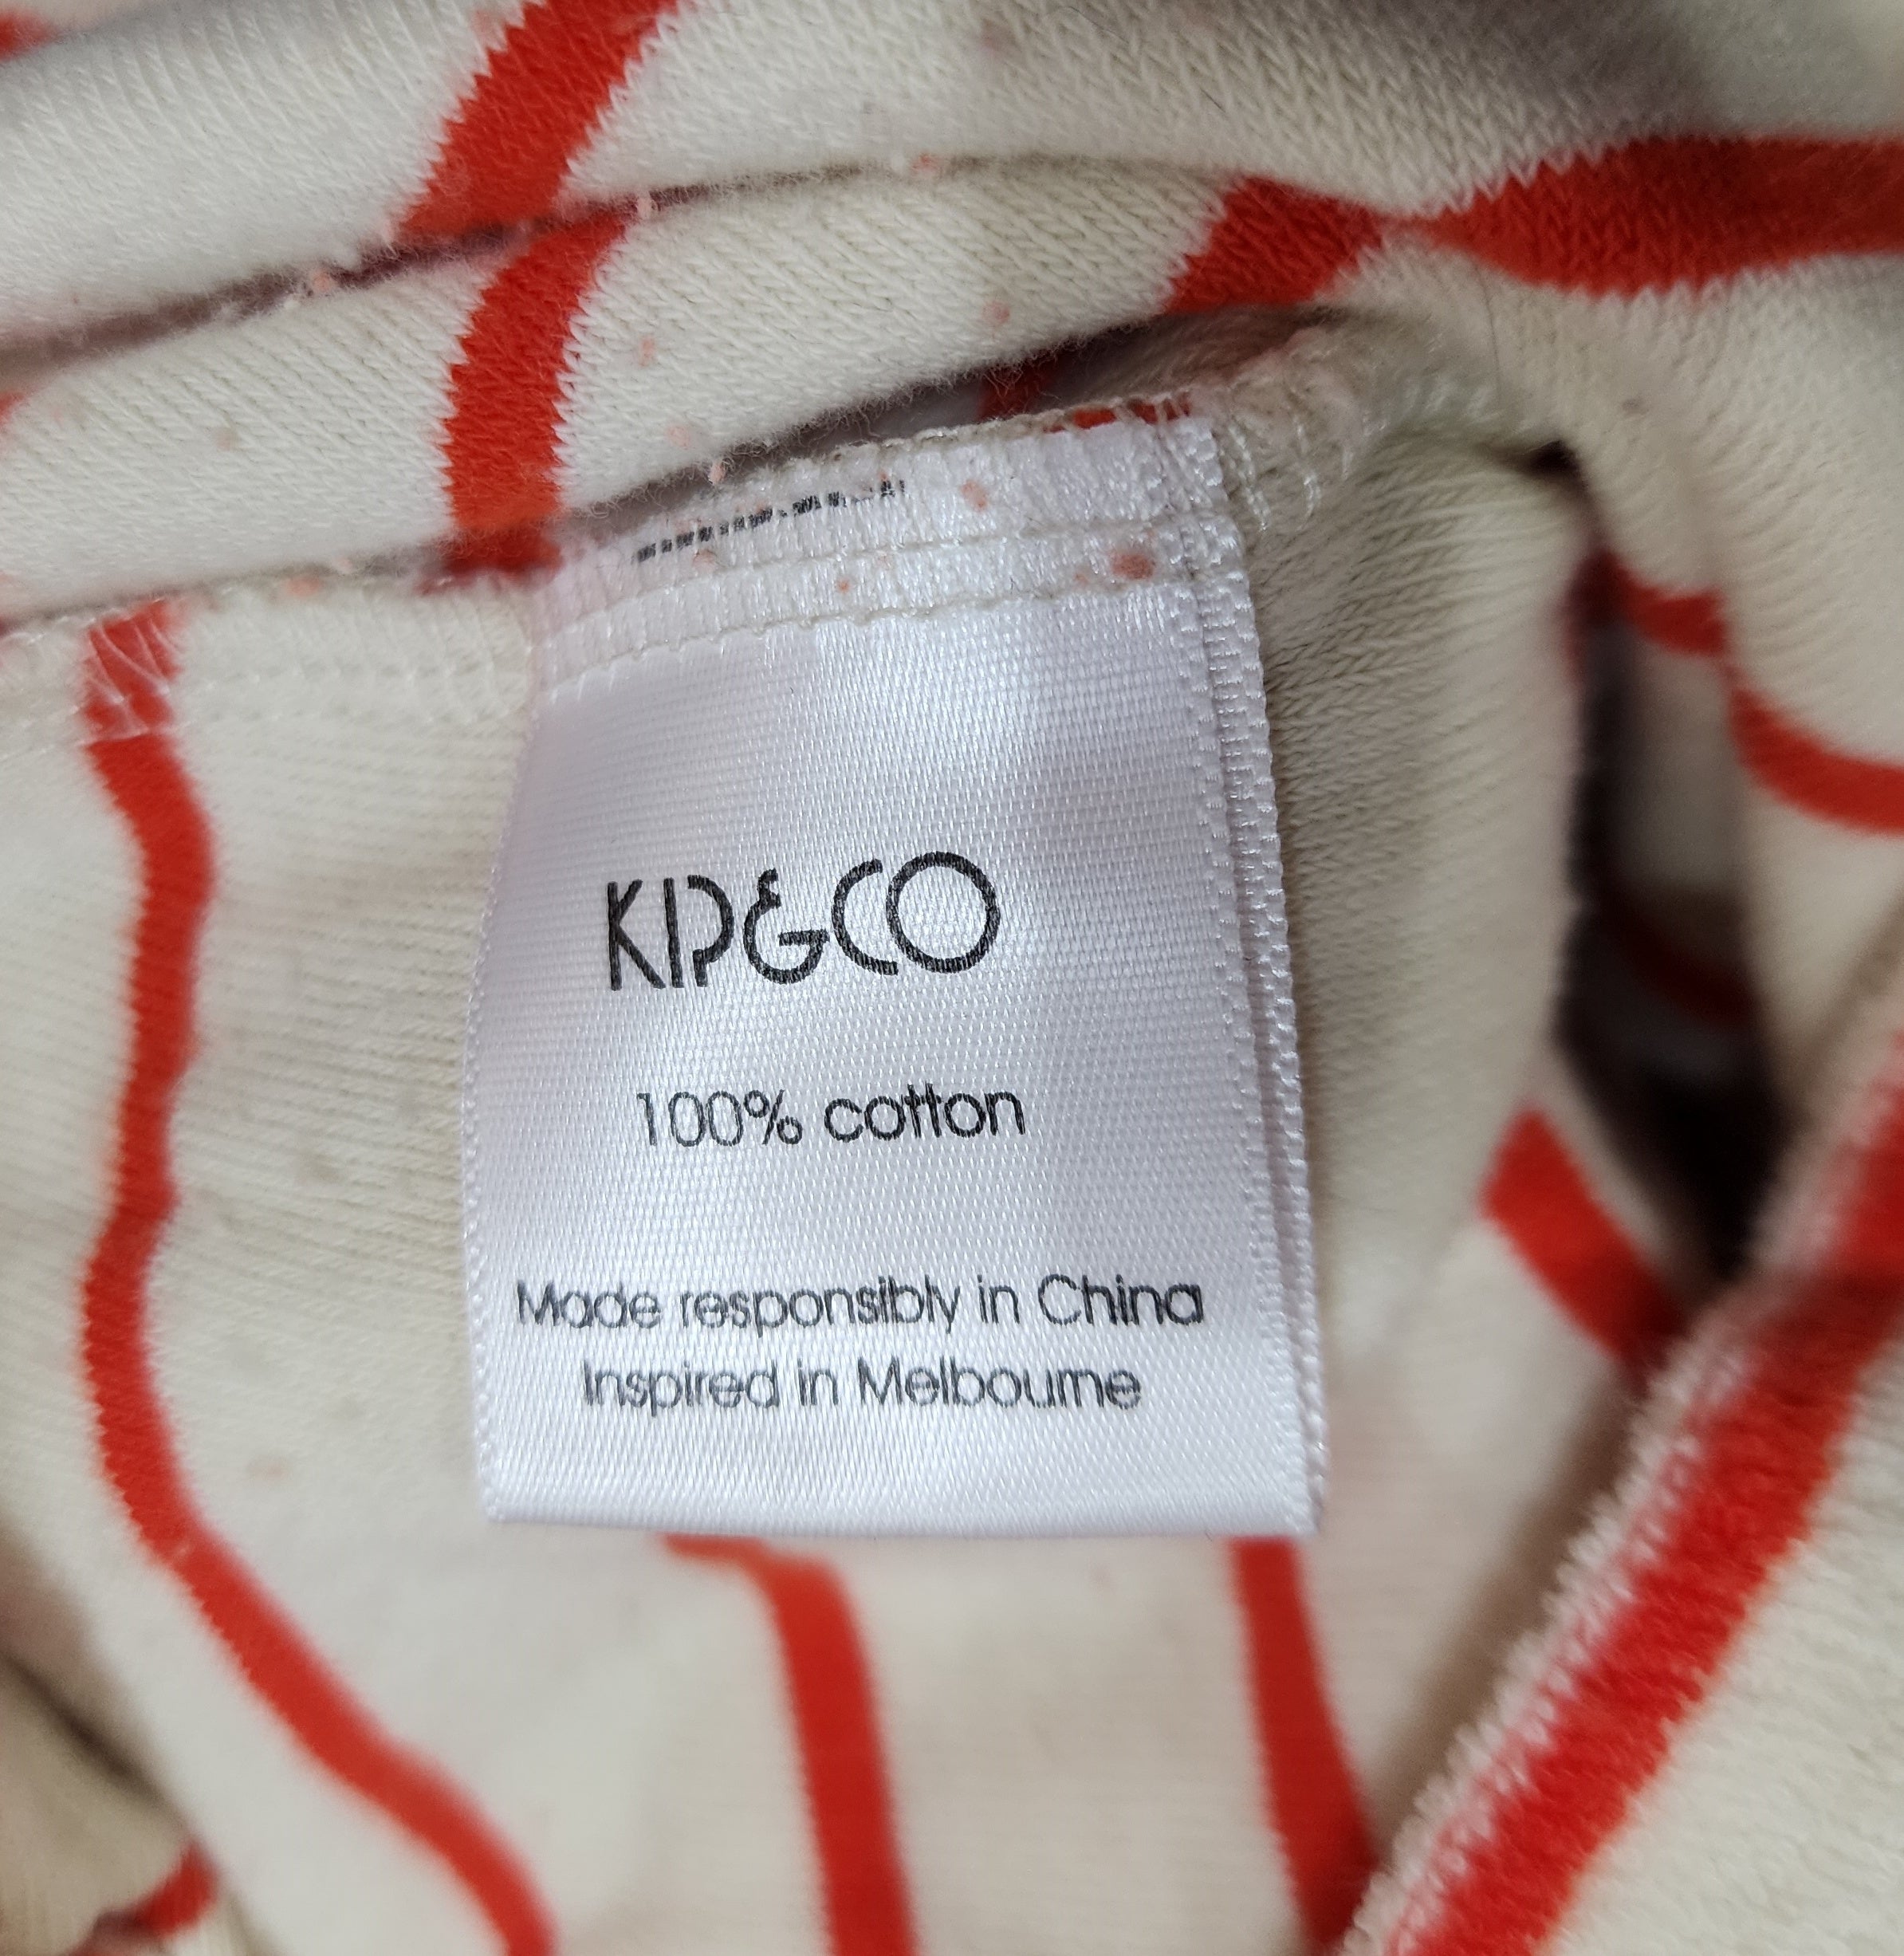 KIP&CO
100% cotton
Made responsibly in China
Inspired in Melbourne